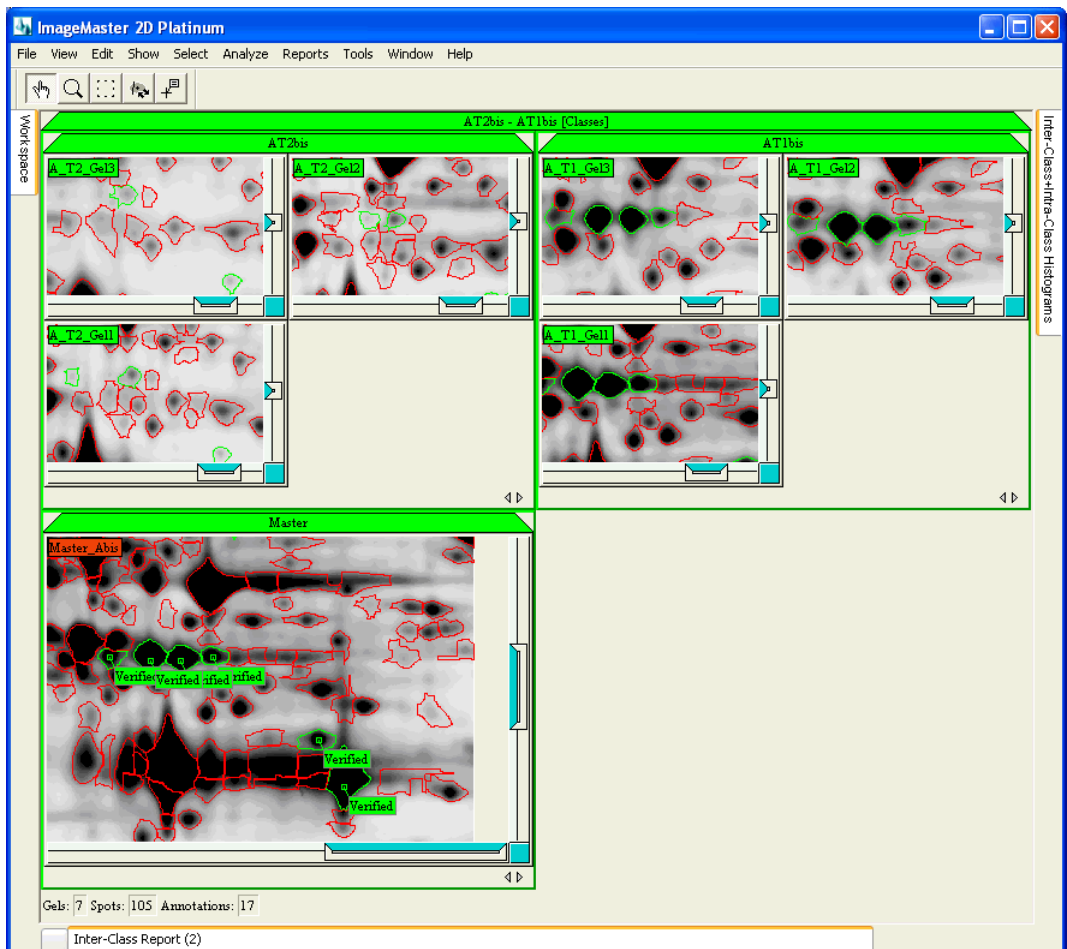 ImageMaster 2D Platinum
File View Edit Show Select Analyze Reports Tools Window Help
Workspace
Inter-Class+Intra-Class Histograms
AT2bis - AT1bis [Classes]
AT2bis
AT1bis
A_T2_Gel3
A_T2_Gel2
A_T1_Gel3
A_T1_Gel2
A_T2_Gel1
A_T1_Gel1
Master
Master_Abis
Verified Verified ified rified
Verified
Verified
Gels: 7 Spots: 105 Annotations: 17
Inter-Class Report (2)